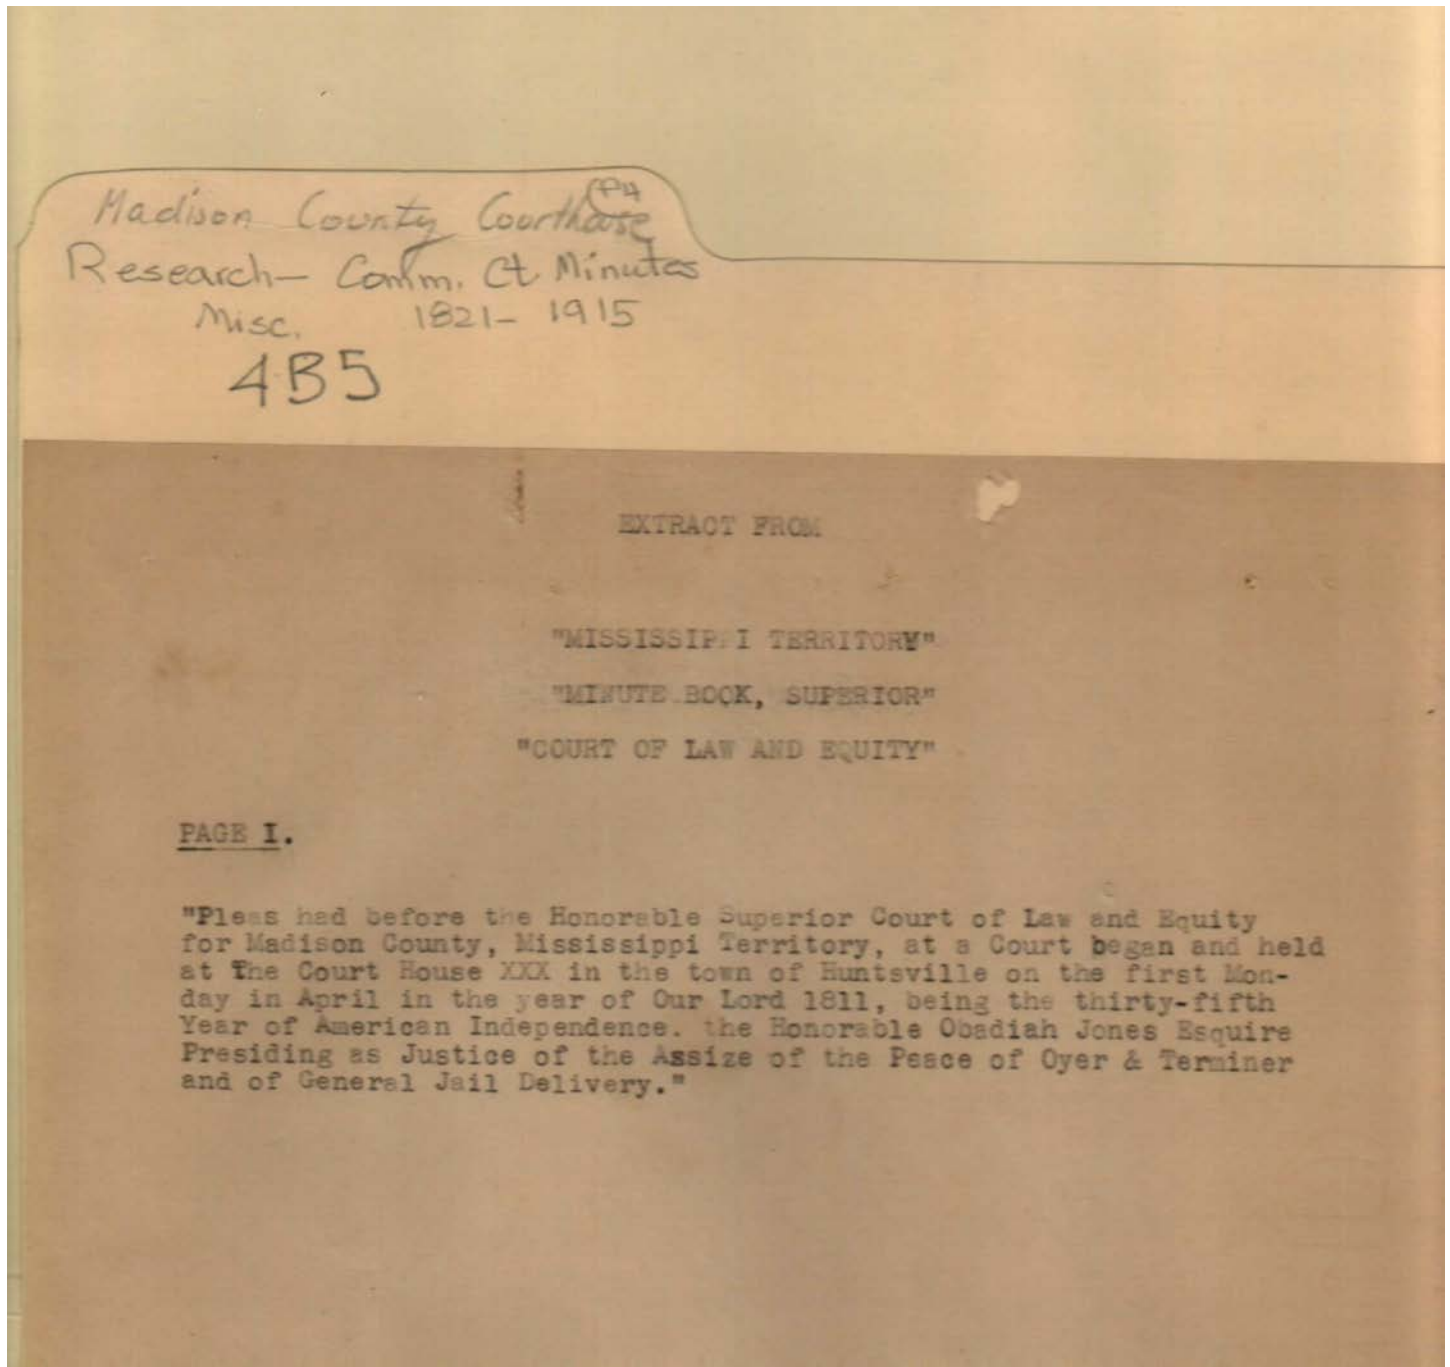 P4
Madison County Courthouse
Research— Comm. Ct Minutes
Misc. 1821— 1915
4B5
EXTRACT FROM
"MISSISSIPPI TERRITORY"
"MINUTE BOOK, SUPERIOR"
"COURT OF LAW AND EQUITY"
PAGE I.
"Pleas had before the Honorable Superior Court of Law and Equity
for Madison County, Mississippi Territory, at a Court began and held
at The Court House XXX in the town of Huntsville on the first Mon-
day in April in the year of Our Lord 1811, being the thirty-fifth
Year of American Independence. the Honorable Obadiah Jones Esquire
Presiding as Justice of the Assize of the Peace of Oyer & Terminer
and of General Jail Delivery."